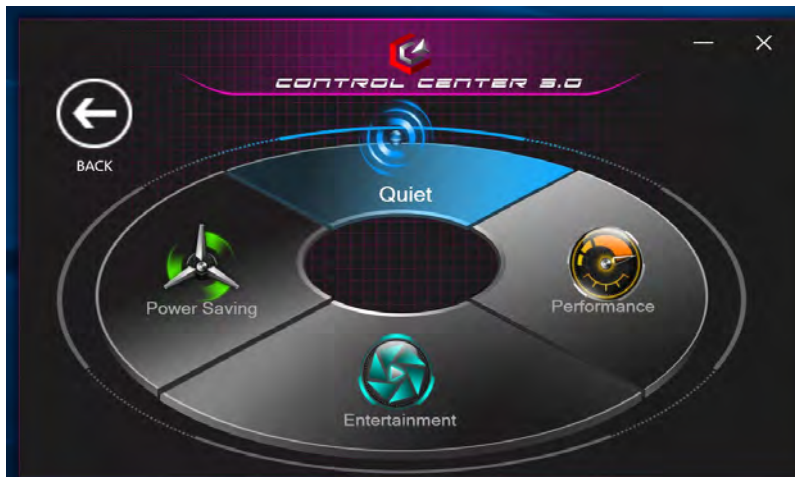 CONTROL CENTER 3.0
BACK
Quiet
Power Saving
Performance
Entertainment